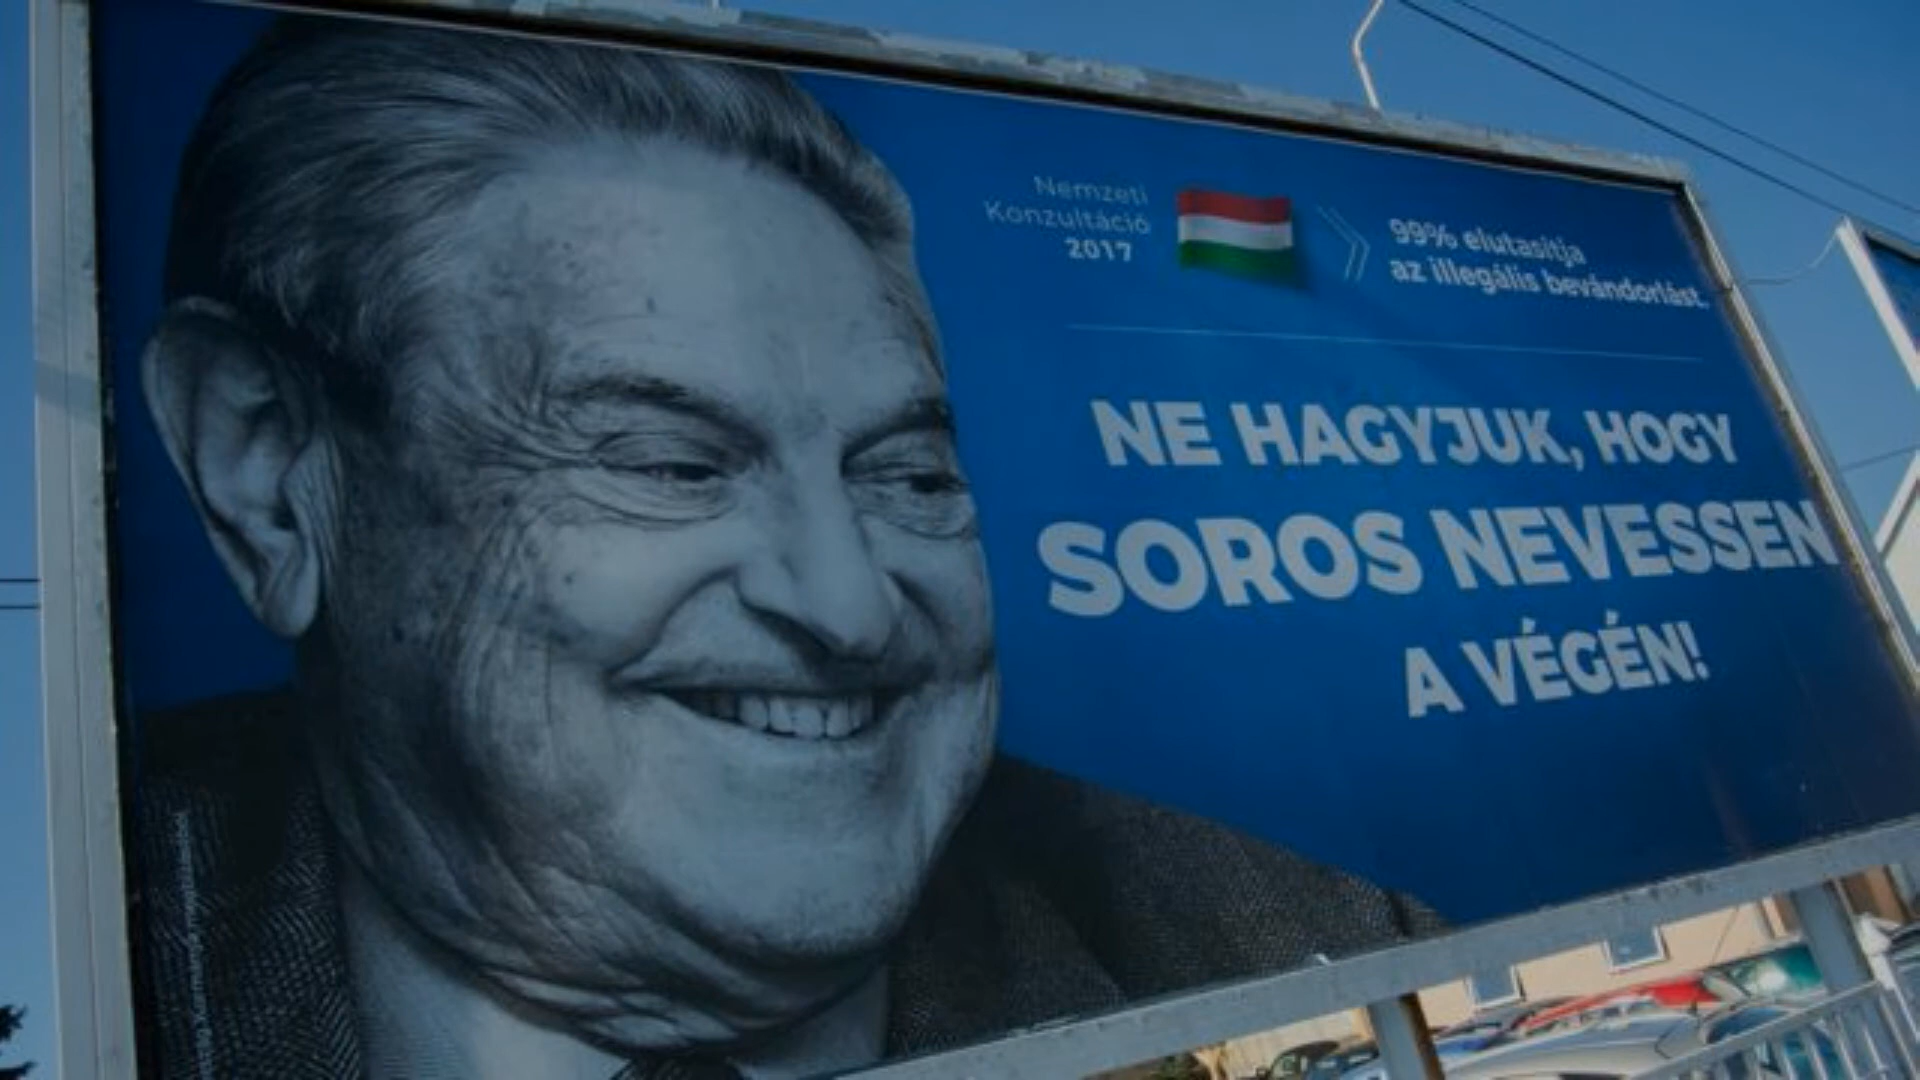 Nemzeti
Konzultáció
2017
99% elutasítja
az illegális bevándorlást.
NE HAGYJUK, HOGY
SOROS NEVESSEN
A VÉGÉN!